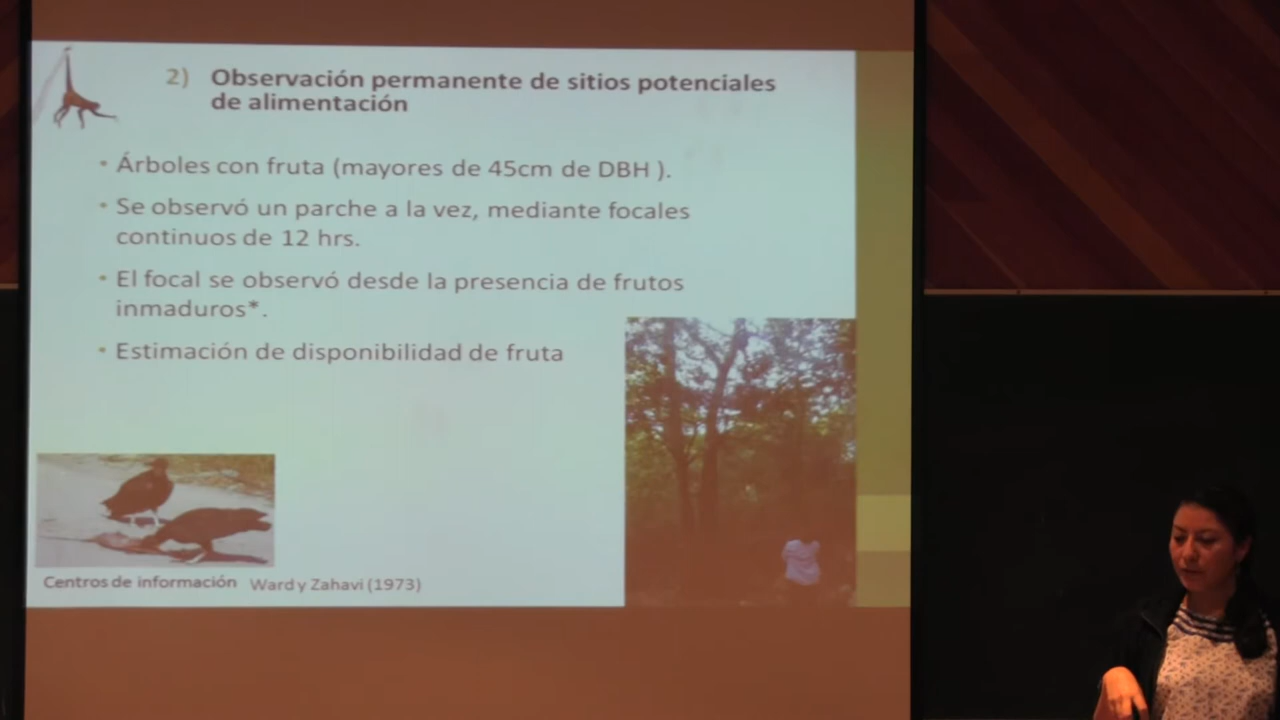 2) Observación permanente de sitios potenciales
de alimentación
• Árboles con fruta (mayores de 45cm de DBH ).
• Se observó un parche a la vez, mediante focales
continuos de 12 hrs.
• El focal se observó desde la presencia de frutos
inmaduros*.
• Estimación de disponibilidad de fruta
Centros de información Ward y Zahavi (1973)